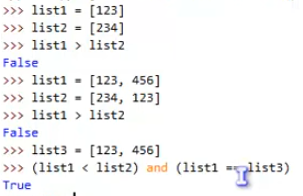 >>> list1 = [123]
>>> list2 = [234]
>>> list1 > list2
False
>>> list1 = [123, 456]
>>> list2 = [234, 123]
>>> list1 > list2
False
>>> list3 = [123, 456]
>>> (list1 < list2) and (list1 == list3)
True